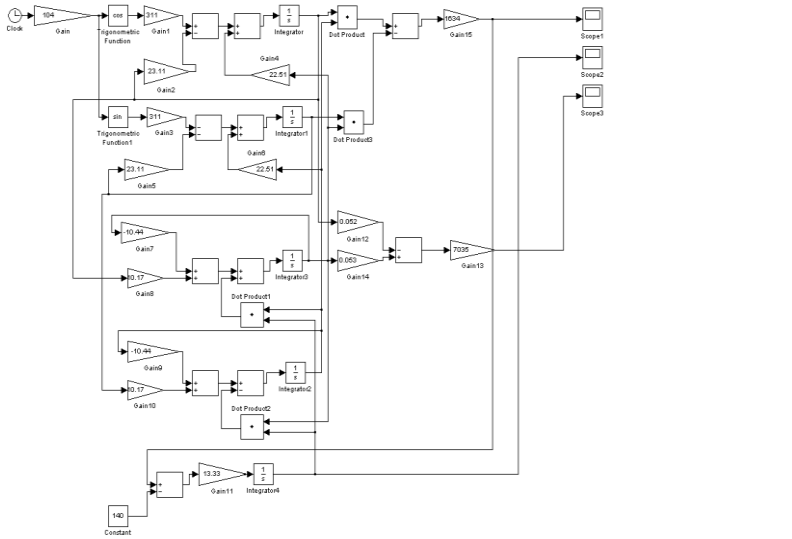 Clock
104
Gain
cos
Trigonometric
Function
311
Gain1
+
−
+
+
1
s
Integrator
Dot Product
+
−
1634
Gain15
Scope1
23.11
Gain2
Gain4
22.51
Scope2
Scope3
sin
Trigonometric
Function1
311
Gain3
−
−
+
+
1
s
Integrator1
Dot Product3
Gain6
23.11
Gain5
22.51
-10.44
Gain7
0.052
Gain12
−
+
7035
Gain13
0.053
Gain14
10.17
Gain8
+
+
+
−
1
s
Integrator3
Dot Product1
-10.44
Gain9
10.17
Gain10
+
+
+
−
1
s
Integrator2
Dot Product2
+
−
13.33
Gain11
1
s
Integrator4
140
Constant